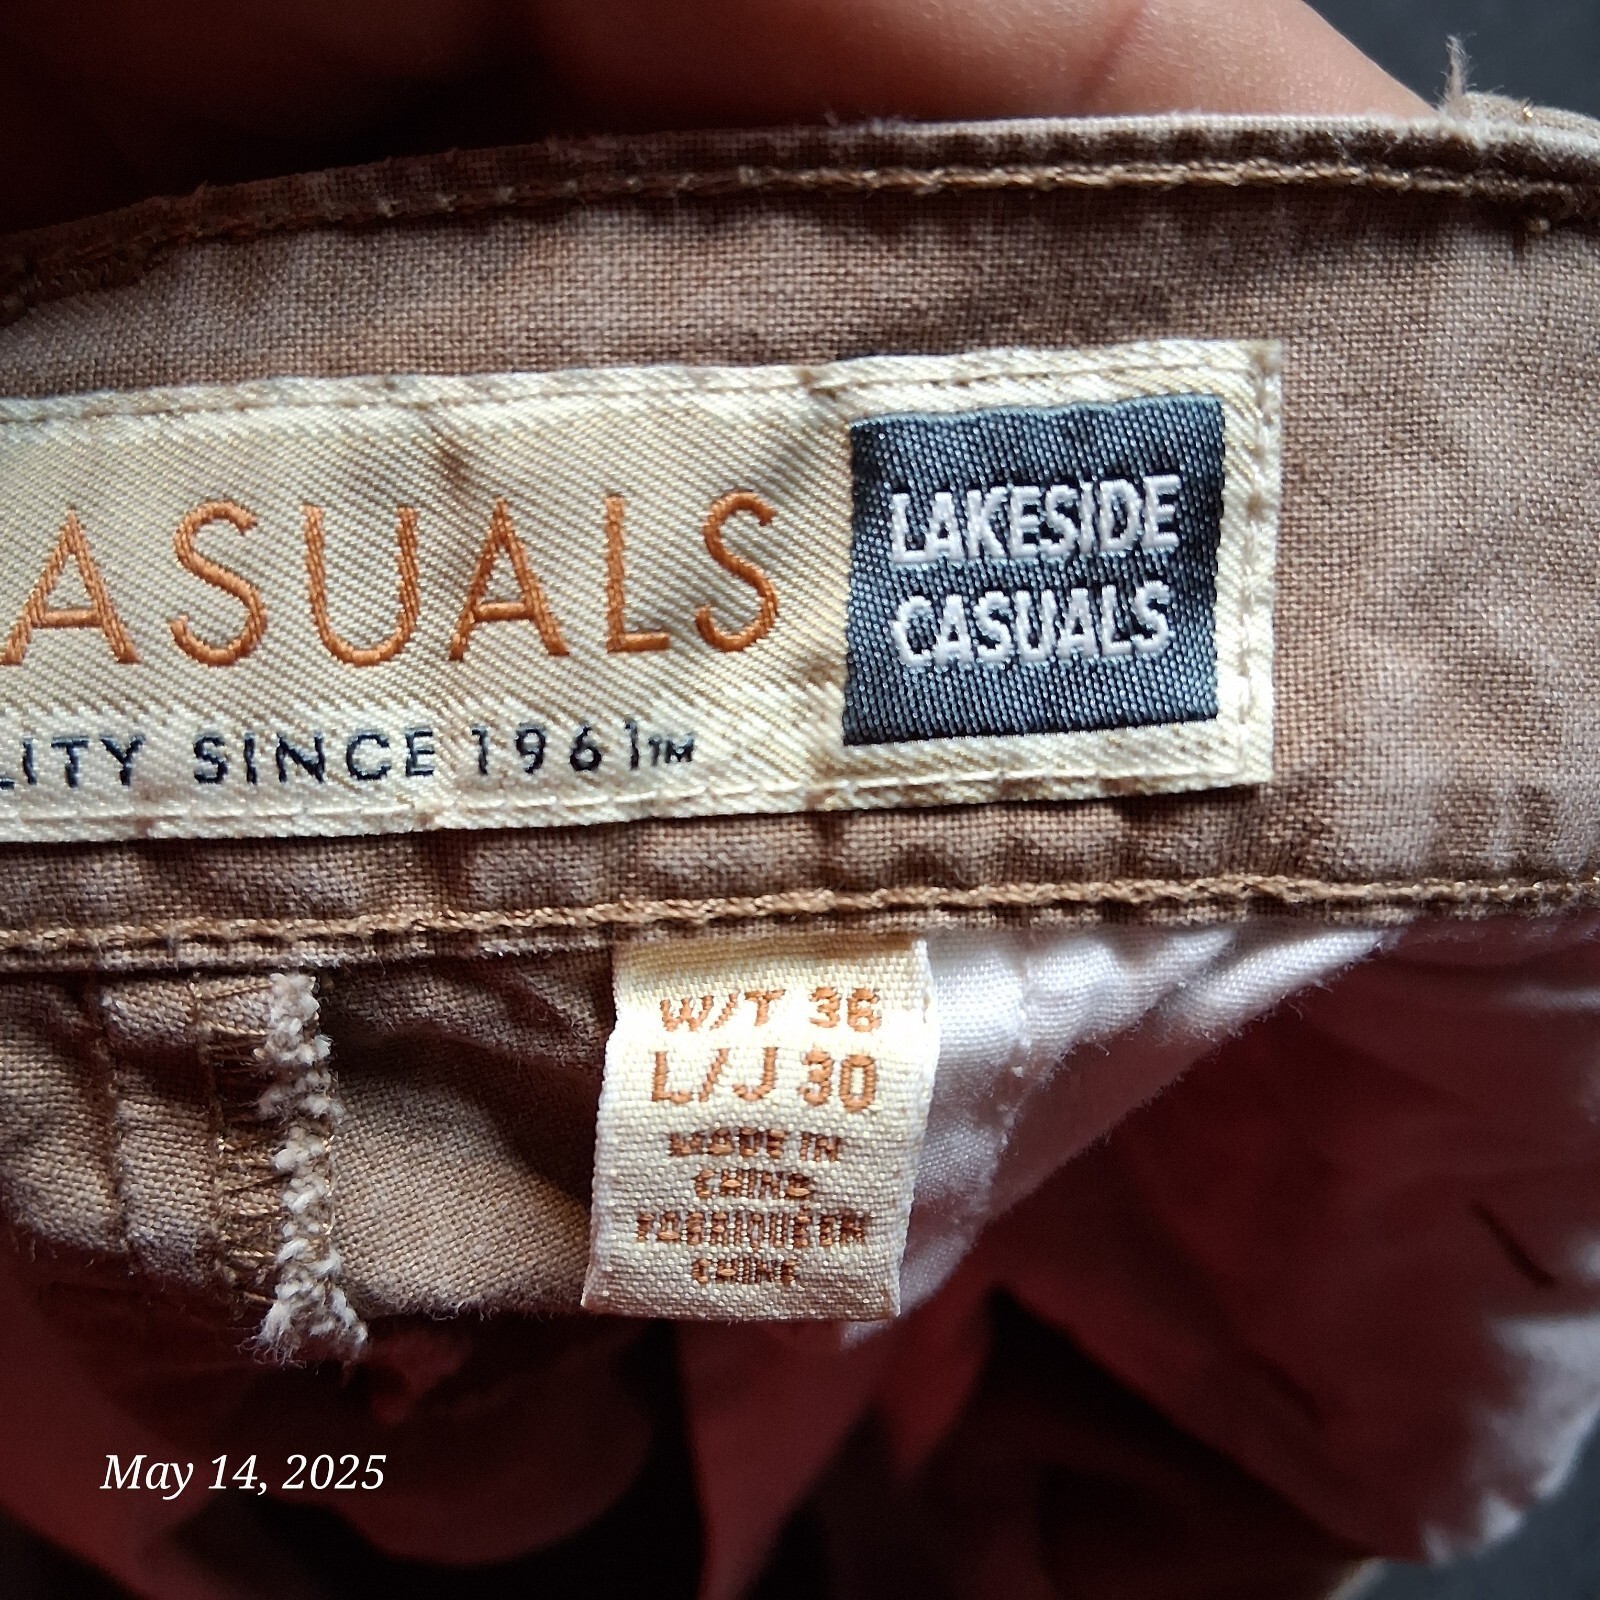 ASUALS
LITY SINCE 1961™
LAKESIDE
CASUALS
W/T 36
L/J 30
MADE IN
CHINA
FABRIQUÉ EN
CHINE
May 14, 2025